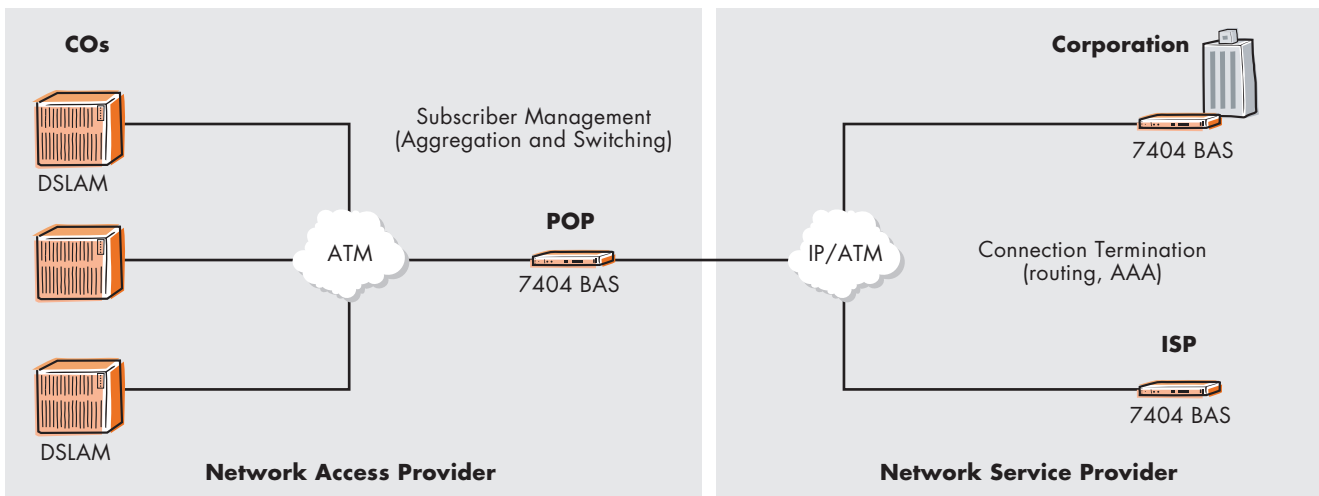 COs
DSLAM
DSLAM
Subscriber Management
(Aggregation and Switching)
ATM
POP
7404 BAS
Network Access Provider
Corporation
7404 BAS
IP/ATM
Connection Termination
(routing, AAA)
ISP
7404 BAS
Network Service Provider